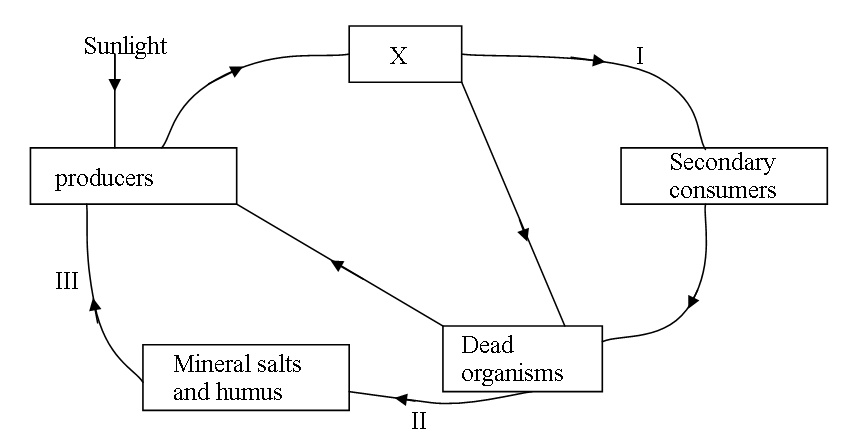 Sunlight
X
I
producers
Secondary
consumers
III
Dead
organisms
Mineral salts
and humus
II